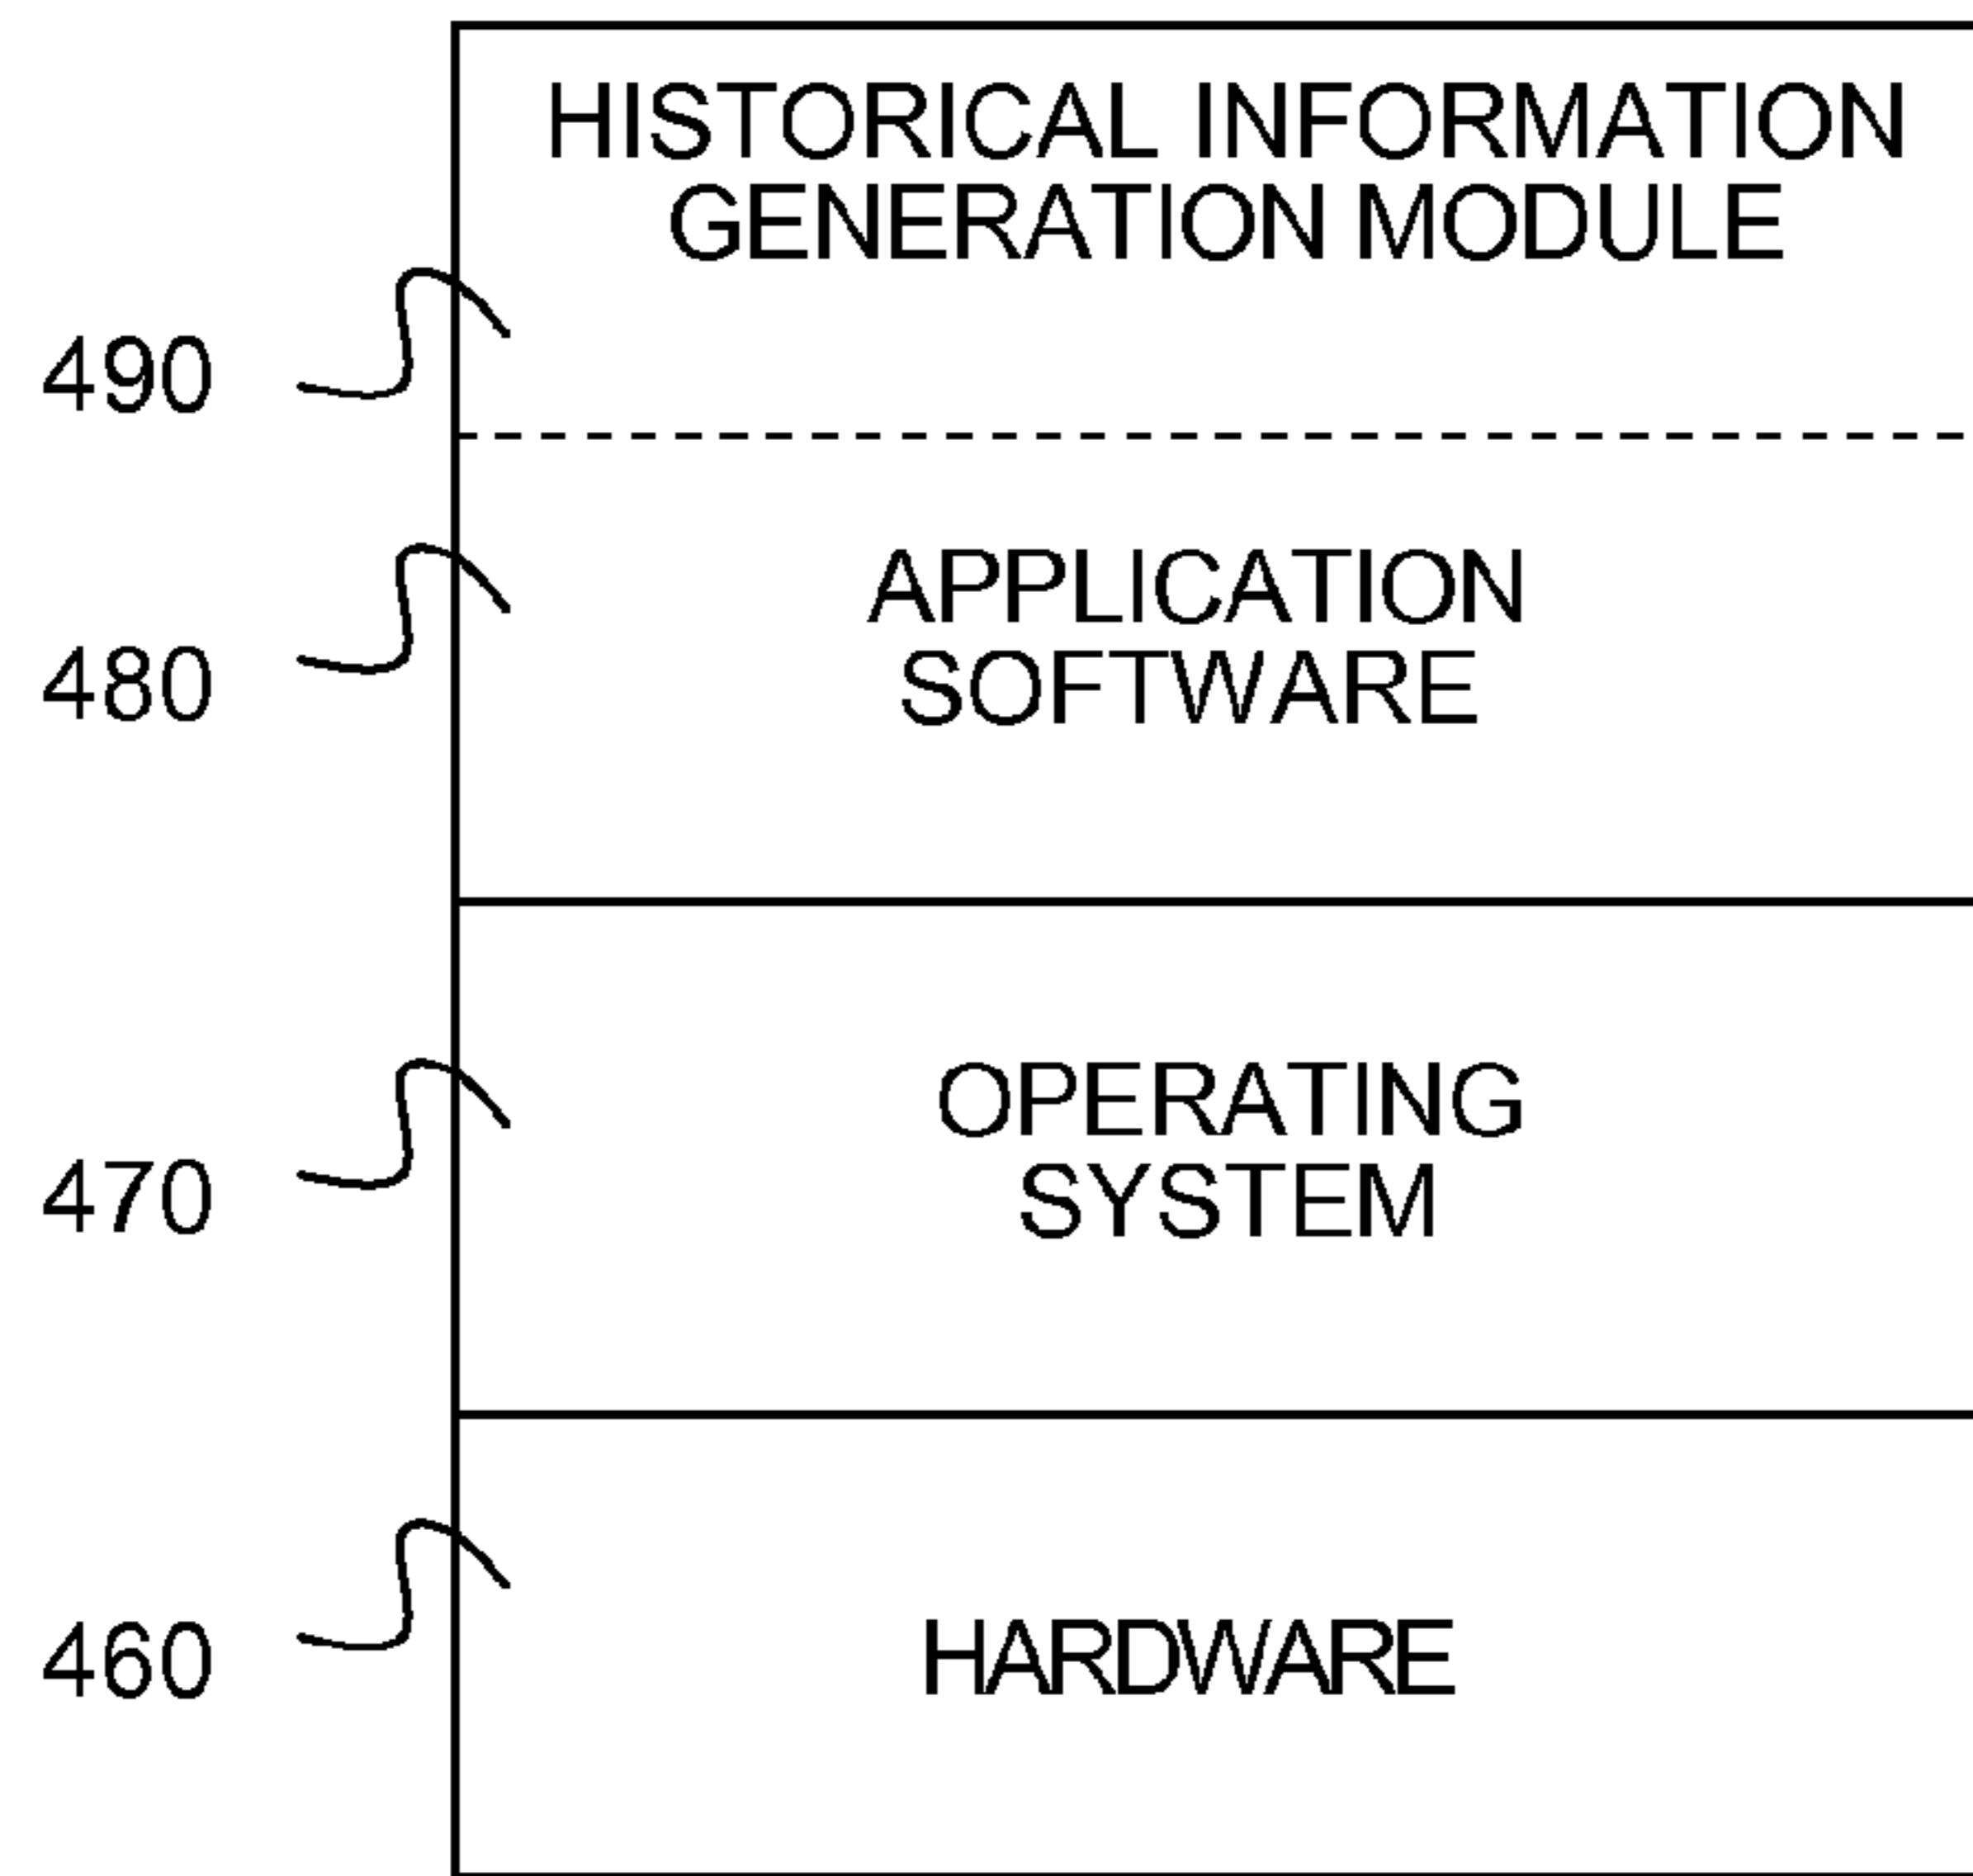 HISTORICAL INFORMATION
GENERATION MODULE
490
APPLICATION
SOFTWARE
480
OPERATING
SYSTEM
470
HARDWARE
460